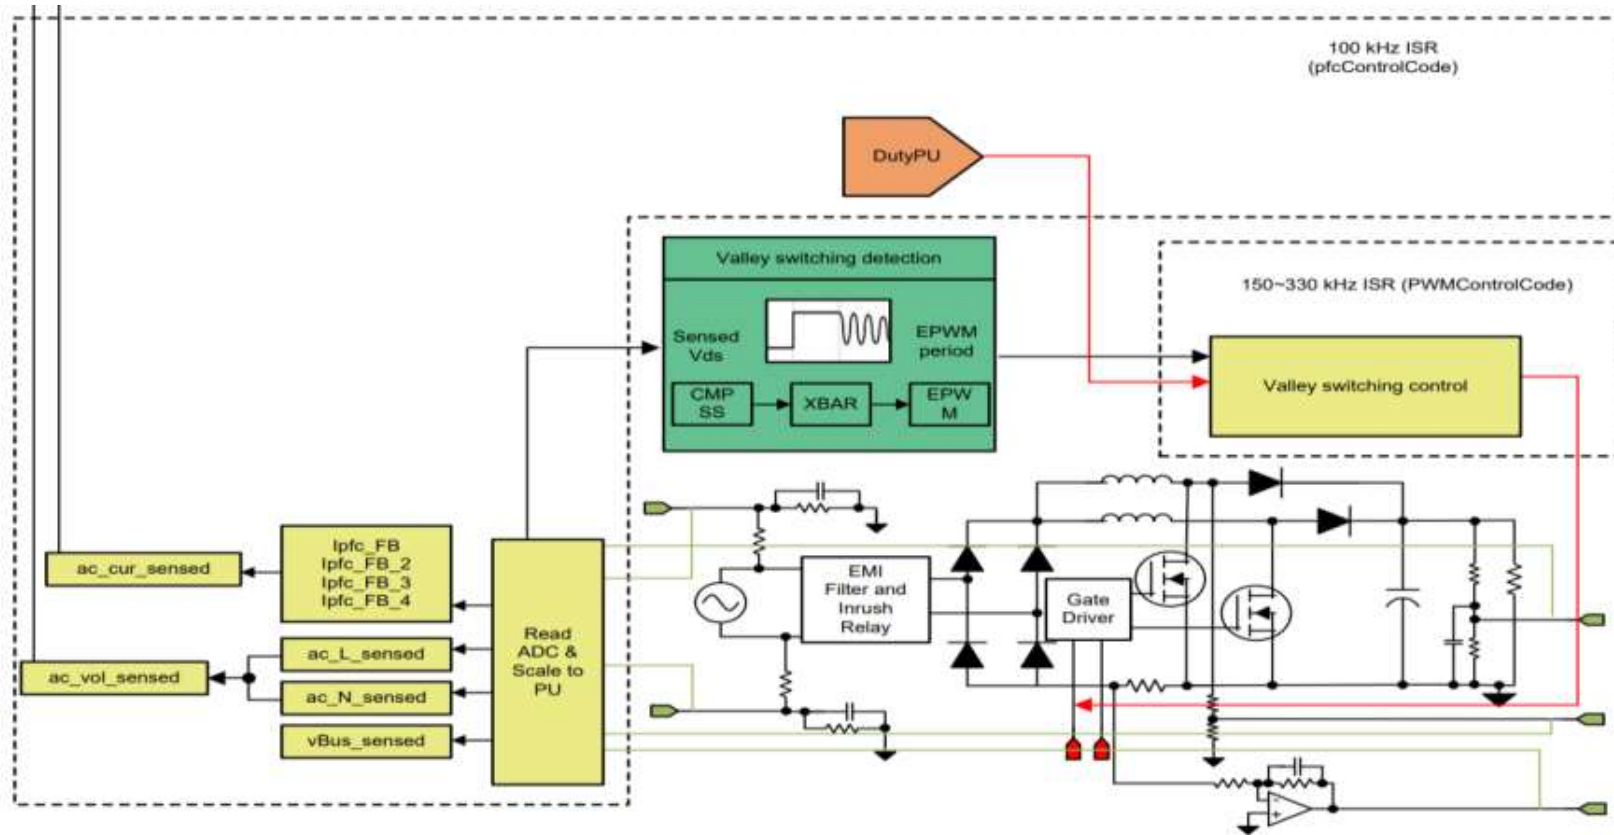 100 kHz ISR
(pfcControlCode)
DutyPU
Valley switching detection
150~330 kHz ISR (PWMControlCode)
Sensed
Vds
EPWM
period
CMP
SS
XBAR
EPW
M
Valley switching control
Ipfc_FB
Ipfc_FB_2
Ipfc_FB_3
Ipfc_FB_4
ac_cur_sensed
EMI
Filter and
Inrush
Relay
Gate
Driver
Read
ADC &
Scale to
PU
ac_L_sensed
ac_vol_sensed
ac_N_sensed
vBus_sensed